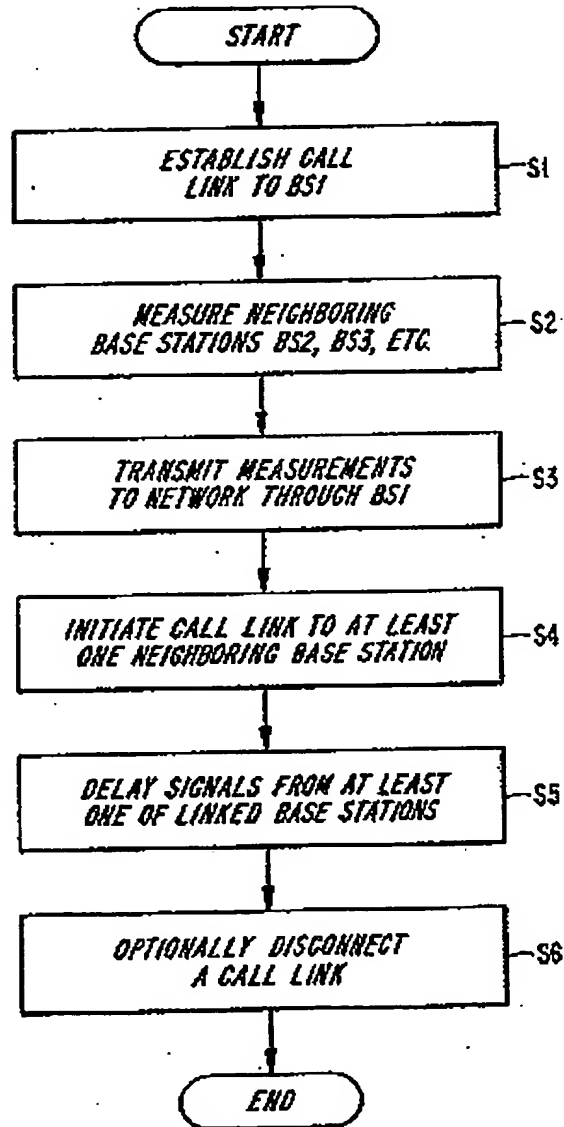 START
ESTABLISH CALL
LINK TO BS1
S1
MEASURE NEIGHBORING
BASE STATIONS BS2, BS3, ETC.
S2
TRANSMIT MEASUREMENTS
TO NETWORK THROUGH BS1
S3
INITIATE CALL LINK TO AT LEAST
ONE NEIGHBORING BASE STATION
S4
DELAY SIGNALS FROM AT LEAST
ONE OF LINKED BASE STATIONS
S5
OPTIONALLY DISCONNECT
A CALL LINK
S6
END